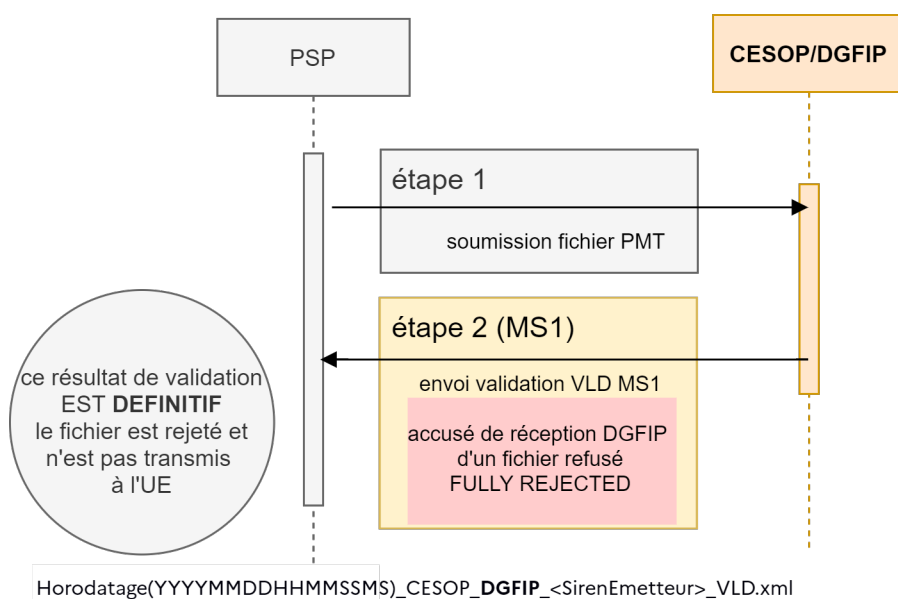 PSP
CESOP/DGFIP
étape 1
soumission fichier PMT
étape 2 (MS1)
envoi validation VLD MS1
accusé de réception DGFIP
d'un fichier refusé
FULLY REJECTED
ce résultat de validation
EST DEFINITIF
le fichier est rejeté et
n'est pas transmis
à l'UE
Horodatage(YYYYMMDDHHMMSSMS)_CESOP_DGFIP_<SirenEmetteur>_VLD.xml